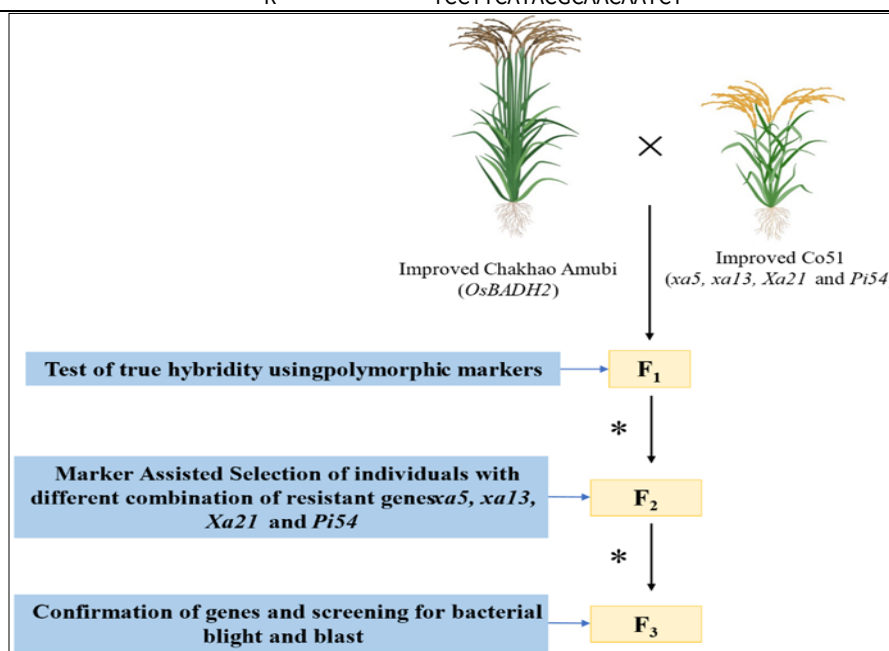 R
Improved Chakhao Amubi
(OsBADH2)
×
Improved Co51
(xa5, xa13, Xa21 and Pi54
Test of true hybridity usingpolymorphic markers
F1
*
Marker Assisted Selection of individuals with
different combination of resistant genesxa5, xa13,
Xa21 and Pi54
F2
*
Confirmation of genes and screening for bacterial
blight and blast
F3